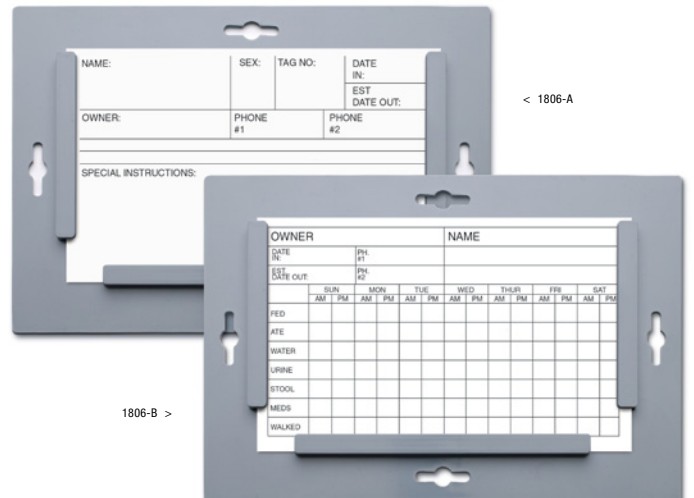 NAME: SEX: TAG NO: DATE IN:
EST DATE OUT:
OWNER: PHONE #1 PHONE #2
SPECIAL INSTRUCTIONS:
< 1806-A
OWNER NAME
DATE IN: PH. #1
EST. DATE OUT: PH. #2
SUN MON TUE WED THUR FRI SAT
AM PM AM PM AM PM AM PM AM PM AM PM AM PM
FED
ATE
WATER
URINE
STOOL
MEDS
WALKED
1806-B >